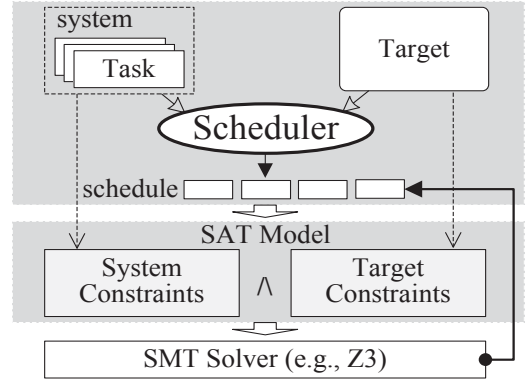 system
Task
Target
Scheduler
schedule
SAT Model
System
Constraints
/\
Target
Constraints
SMT Solver (e.g., Z3)